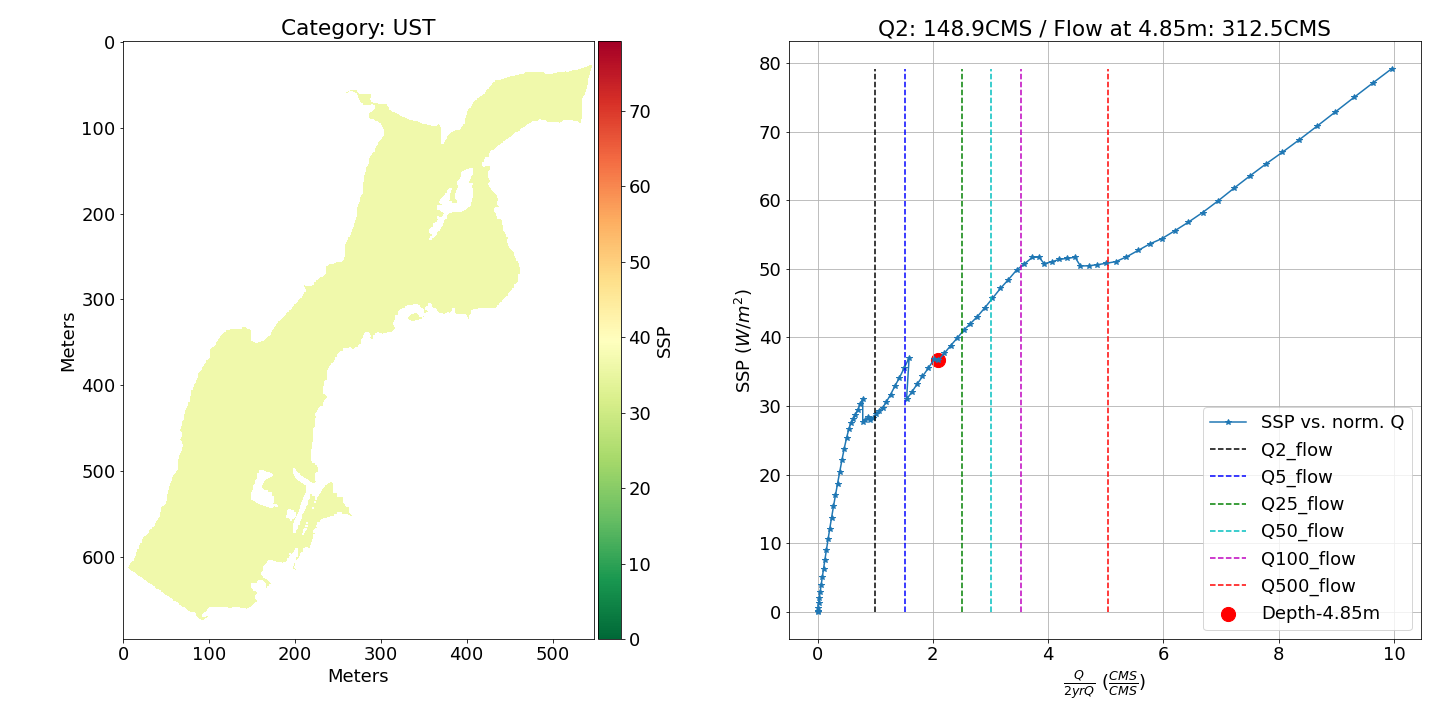 Category: UST
0
100
200
300
400
500
600
Meters
0
100
200
300
400
500
Meters
70
60
50
40
30
20
10
0
SSP
Q2: 148.9CMS / Flow at 4.85m: 312.5CMS
80
70
60
50
40
30
20
10
0
SSP (W/m²)
0
2
4
6
8
10
Q/2yrQ (CMS/CMS)
SSP vs. norm. Q
Q2_flow
Q5_flow
Q25_flow
Q50_flow
Q100_flow
Q500_flow
Depth-4.85m